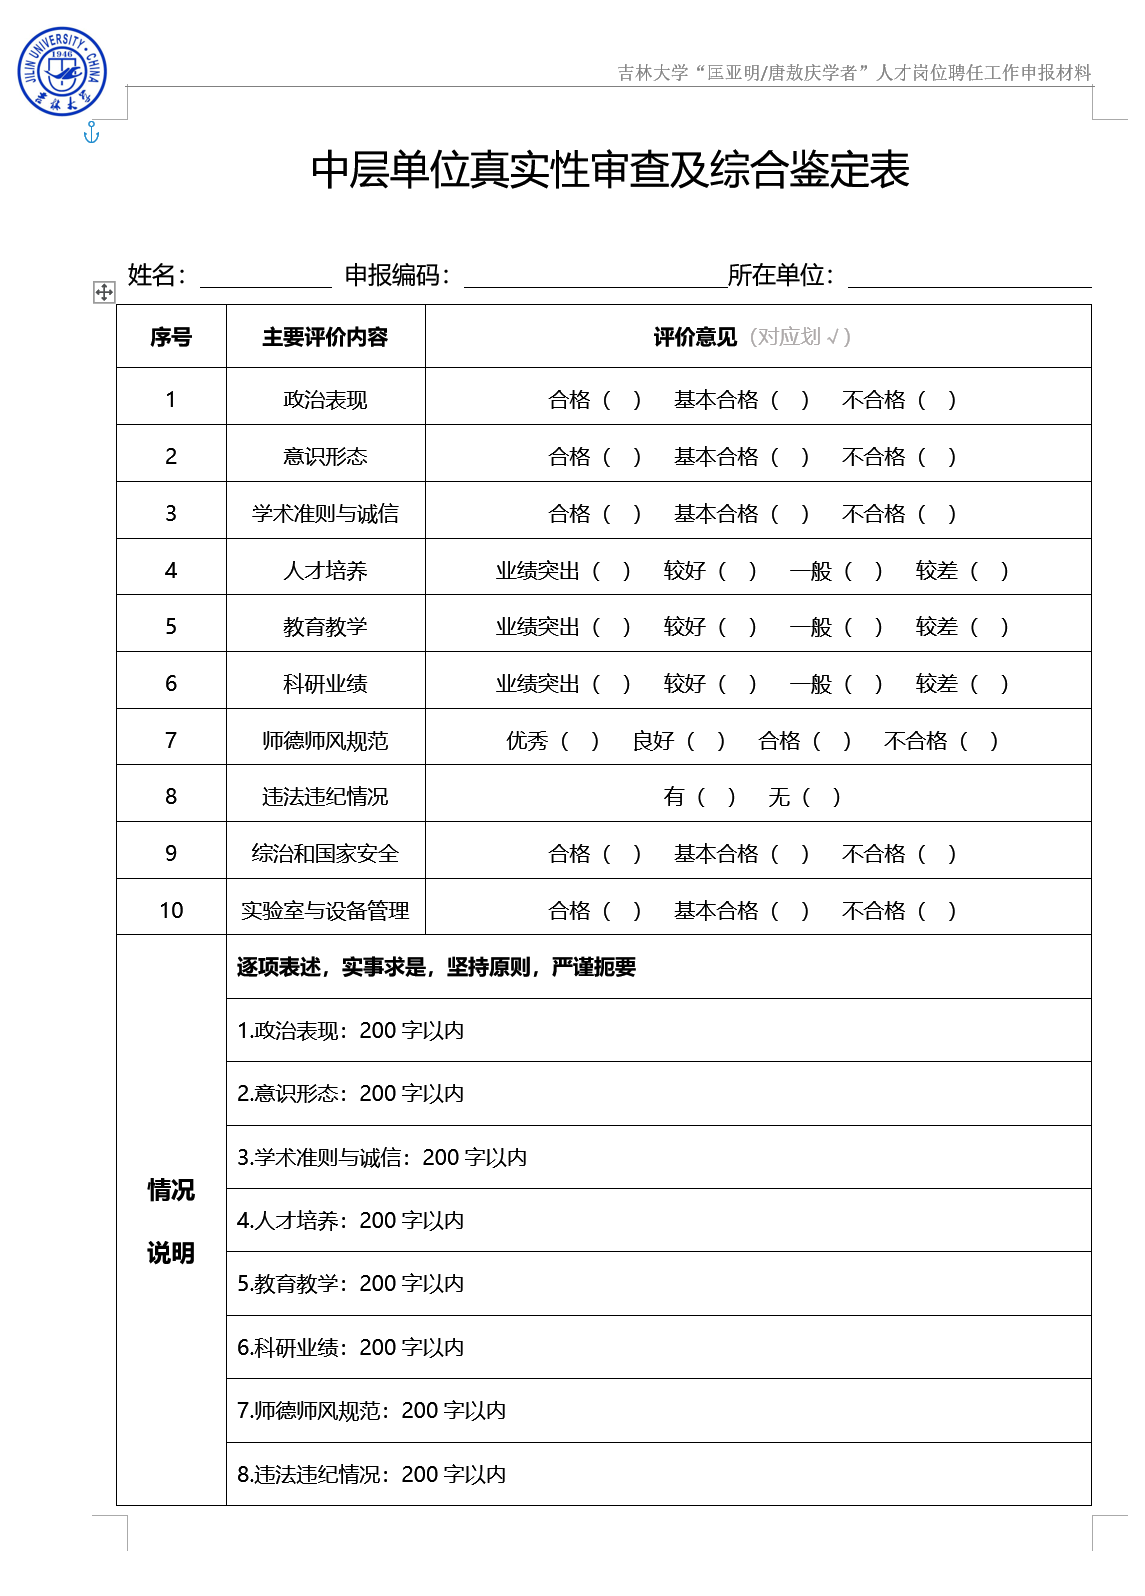 JILIN UNIVERSITY · CHINA
1946
吉林大学
吉林大学“匡亚明/唐敖庆学者”人才岗位聘任工作申报材料
中层单位真实性审查及综合鉴定表
姓名： 申报编码： 所在单位：
序号 主要评价内容 评价意见（对应划√）
1 政治表现 合格（ ） 基本合格（ ） 不合格（ ）
2 意识形态 合格（ ） 基本合格（ ） 不合格（ ）
3 学术准则与诚信 合格（ ） 基本合格（ ） 不合格（ ）
4 人才培养 业绩突出（ ） 较好（ ） 一般（ ） 较差（ ）
5 教育教学 业绩突出（ ） 较好（ ） 一般（ ） 较差（ ）
6 科研业绩 业绩突出（ ） 较好（ ） 一般（ ） 较差（ ）
7 师德师风规范 优秀（ ） 良好（ ） 合格（ ） 不合格（ ）
8 违法违纪情况 有（ ） 无（ ）
9 综治和国家安全 合格（ ） 基本合格（ ） 不合格（ ）
10 实验室与设备管理 合格（ ） 基本合格（ ） 不合格（ ）
情况
说明
逐项表述，实事求是，坚持原则，严谨扼要
1.政治表现：200 字以内
2.意识形态：200 字以内
3.学术准则与诚信：200 字以内
4.人才培养：200 字以内
5.教育教学：200 字以内
6.科研业绩：200 字以内
7.师德师风规范：200 字以内
8.违法违纪情况：200 字以内